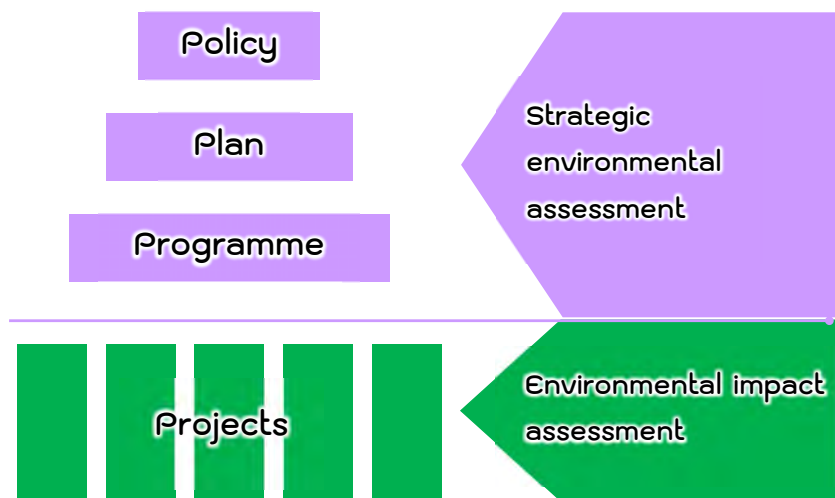 Policy
Plan
Programme
Strategic
environmental
assessment
Projects
Environmental impact
assessment